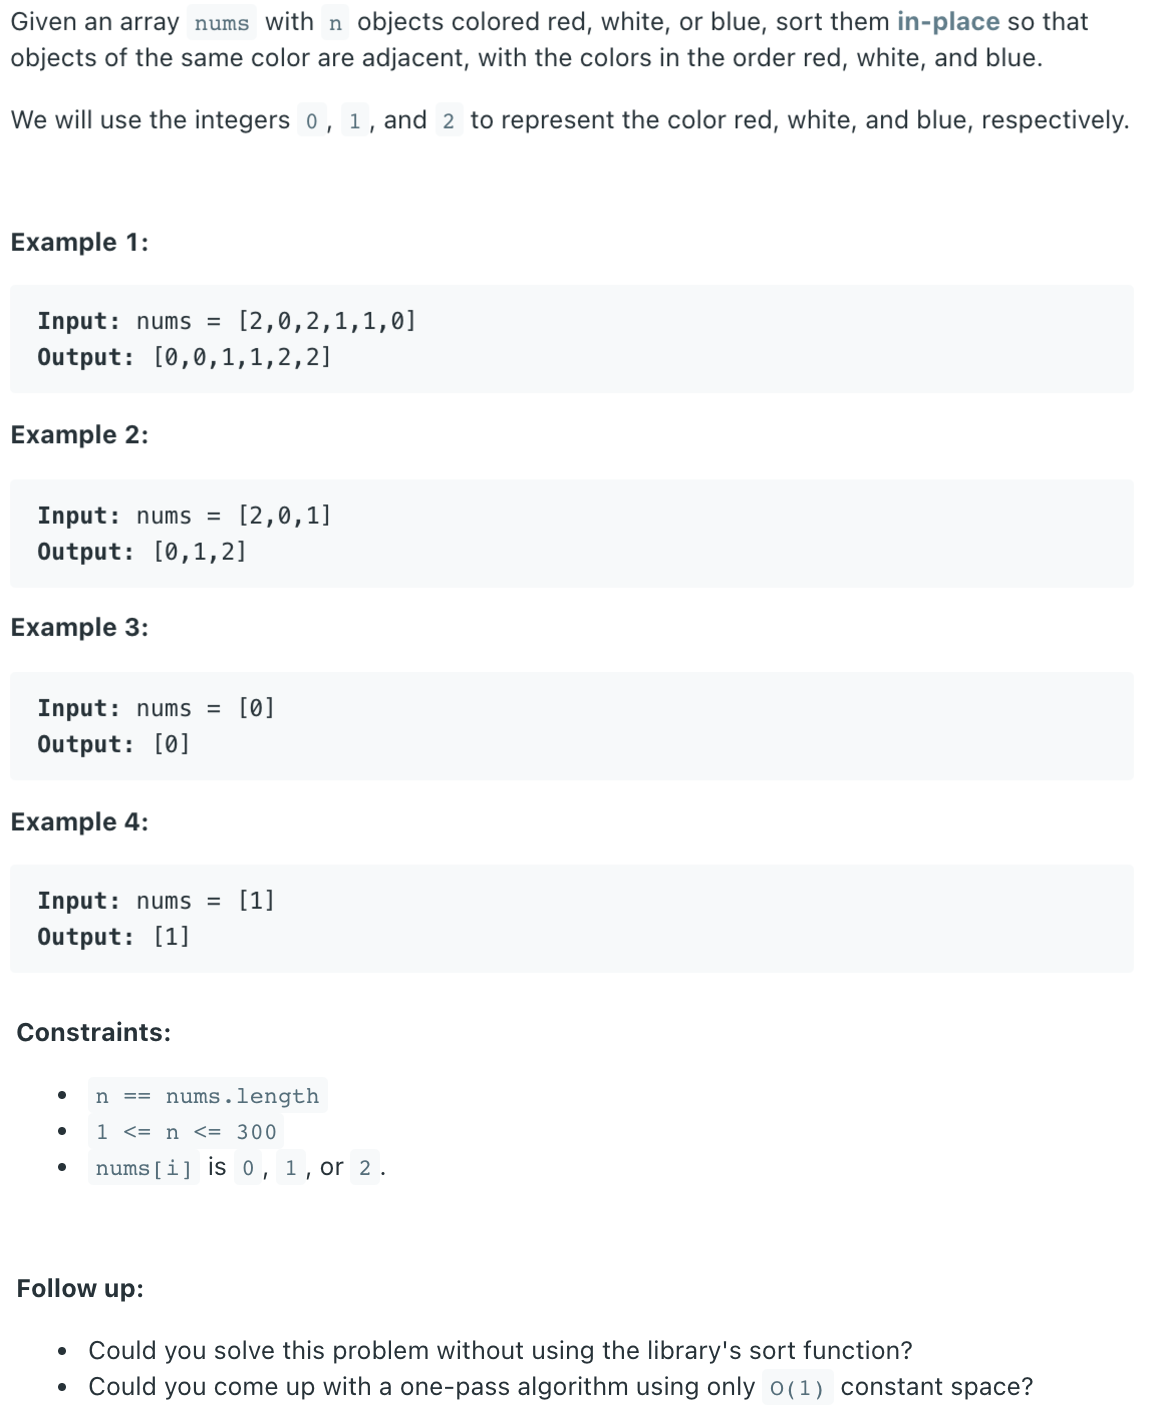 Given an array nums with n objects colored red, white, or blue, sort them in-place so that
objects of the same color are adjacent, with the colors in the order red, white, and blue.
We will use the integers 0, 1, and 2 to represent the color red, white, and blue, respectively.
Example 1:
Input: nums = [2,0,2,1,1,0]
Output: [0,0,1,1,2,2]
Example 2:
Input: nums = [2,0,1]
Output: [0,1,2]
Example 3:
Input: nums = [0]
Output: [0]
Example 4:
Input: nums = [1]
Output: [1]
Constraints:
• n == nums.length
• 1 <= n <= 300
• nums[i] is 0, 1, or 2.
Follow up:
• Could you solve this problem without using the library's sort function?
• Could you come up with a one-pass algorithm using only O(1) constant space?